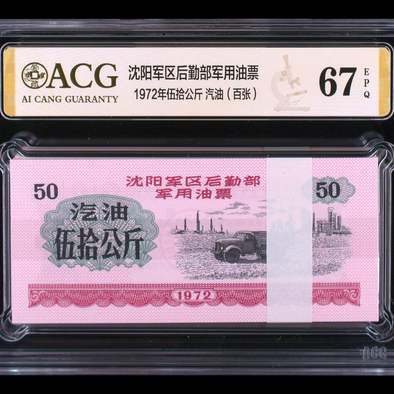 ACG
AI CANG GUARANTY
沈阳军区后勤部军用油票
1972年伍拾公斤 汽油（百张）
67
EPQ
50
沈阳军区后勤部
军用油票
50
汽油
伍拾公斤
1972
ACG